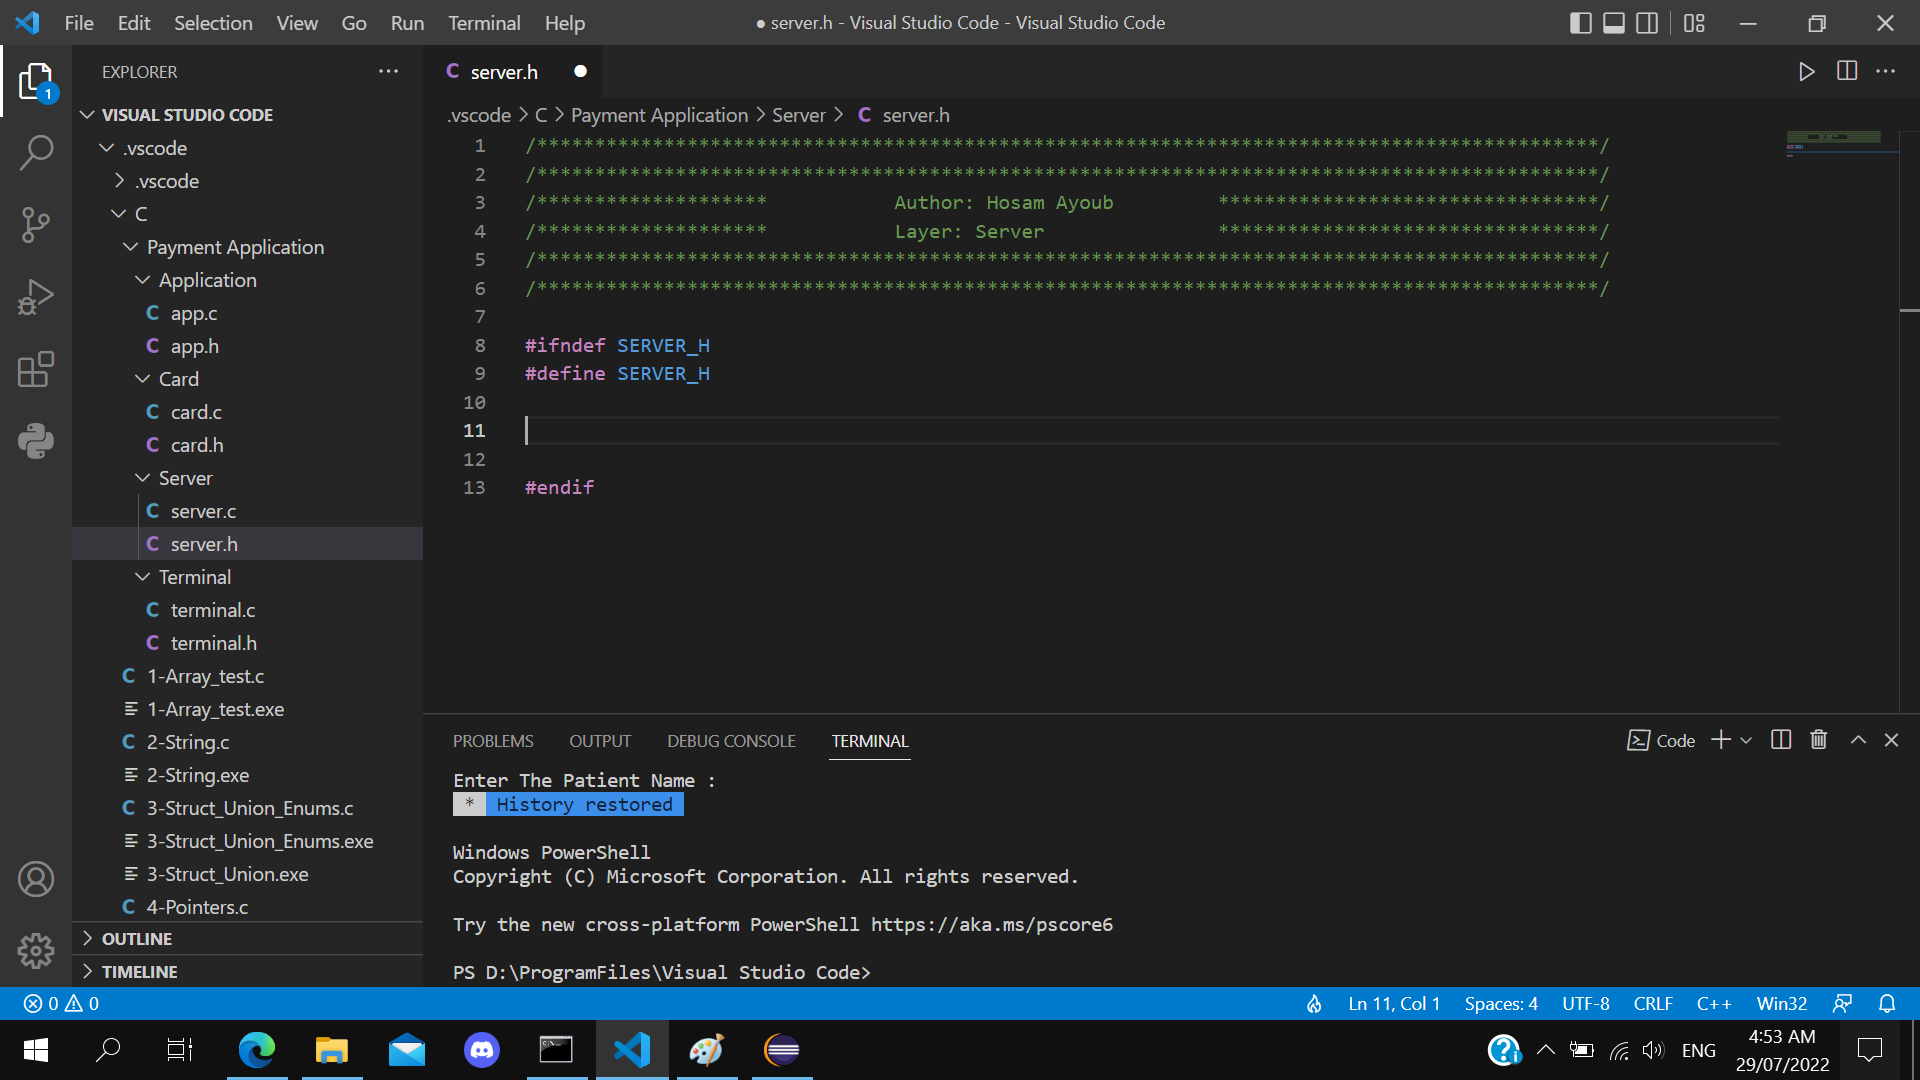 File Edit Selection View Go Run Terminal Help
● server.h - Visual Studio Code - Visual Studio Code
EXPLORER
1
VISUAL STUDIO CODE
.vscode
.vscode
C
Payment Application
Application
C app.c
C app.h
Card
C card.c
C card.h
Server
C server.c
C server.h
Terminal
C terminal.c
C terminal.h
C 1-Array_test.c
1-Array_test.exe
C 2-String.c
2-String.exe
C 3-Struct_Union_Enums.c
3-Struct_Union_Enums.exe
3-Struct_Union.exe
C 4-Pointers.c
OUTLINE
TIMELINE
C server.h
.vscode > C > Payment Application > Server > C server.h
1 /********************************************************************************************/
2 /********************************************************************************************/
3 /******************** Author: Hosam Ayoub *********************************/
4 /******************** Layer: Server *********************************/
5 /********************************************************************************************/
6 /********************************************************************************************/
7
8 #ifndef SERVER_H
9 #define SERVER_H
10
11
12
13 #endif
PROBLEMS OUTPUT DEBUG CONSOLE TERMINAL
Code
Enter The Patient Name :
* History restored
Windows PowerShell
Copyright (C) Microsoft Corporation. All rights reserved.
Try the new cross-platform PowerShell https://aka.ms/pscore6
PS D:\ProgramFiles\Visual Studio Code>
0 0
Ln 11, Col 1 Spaces: 4 UTF-8 CRLF C++ Win32
ENG
4:53 AM
29/07/2022